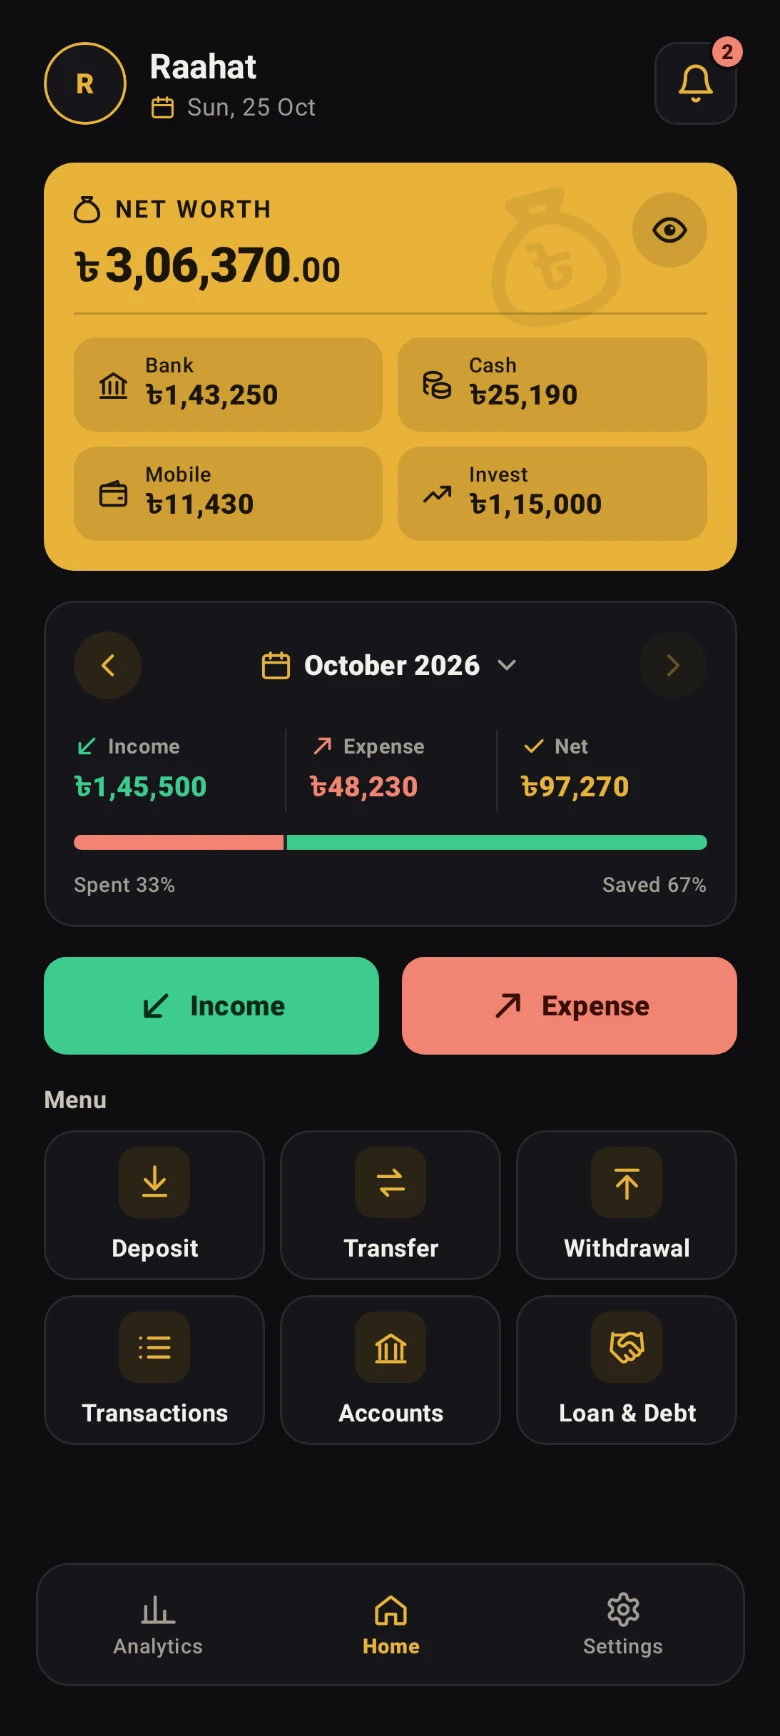 R
Raahat
Sun, 25 Oct
2
NET WORTH
৳3,06,370.00
৳
Bank
৳1,43,250
Cash
৳25,190
Mobile
৳11,430
Invest
৳1,15,000
October 2026
Income
৳1,45,500
Expense
৳48,230
Net
৳97,270
Spent 33%
Saved 67%
Income
Expense
Menu
Deposit
Transfer
Withdrawal
Transactions
Accounts
Loan & Debt
Analytics
Home
Settings